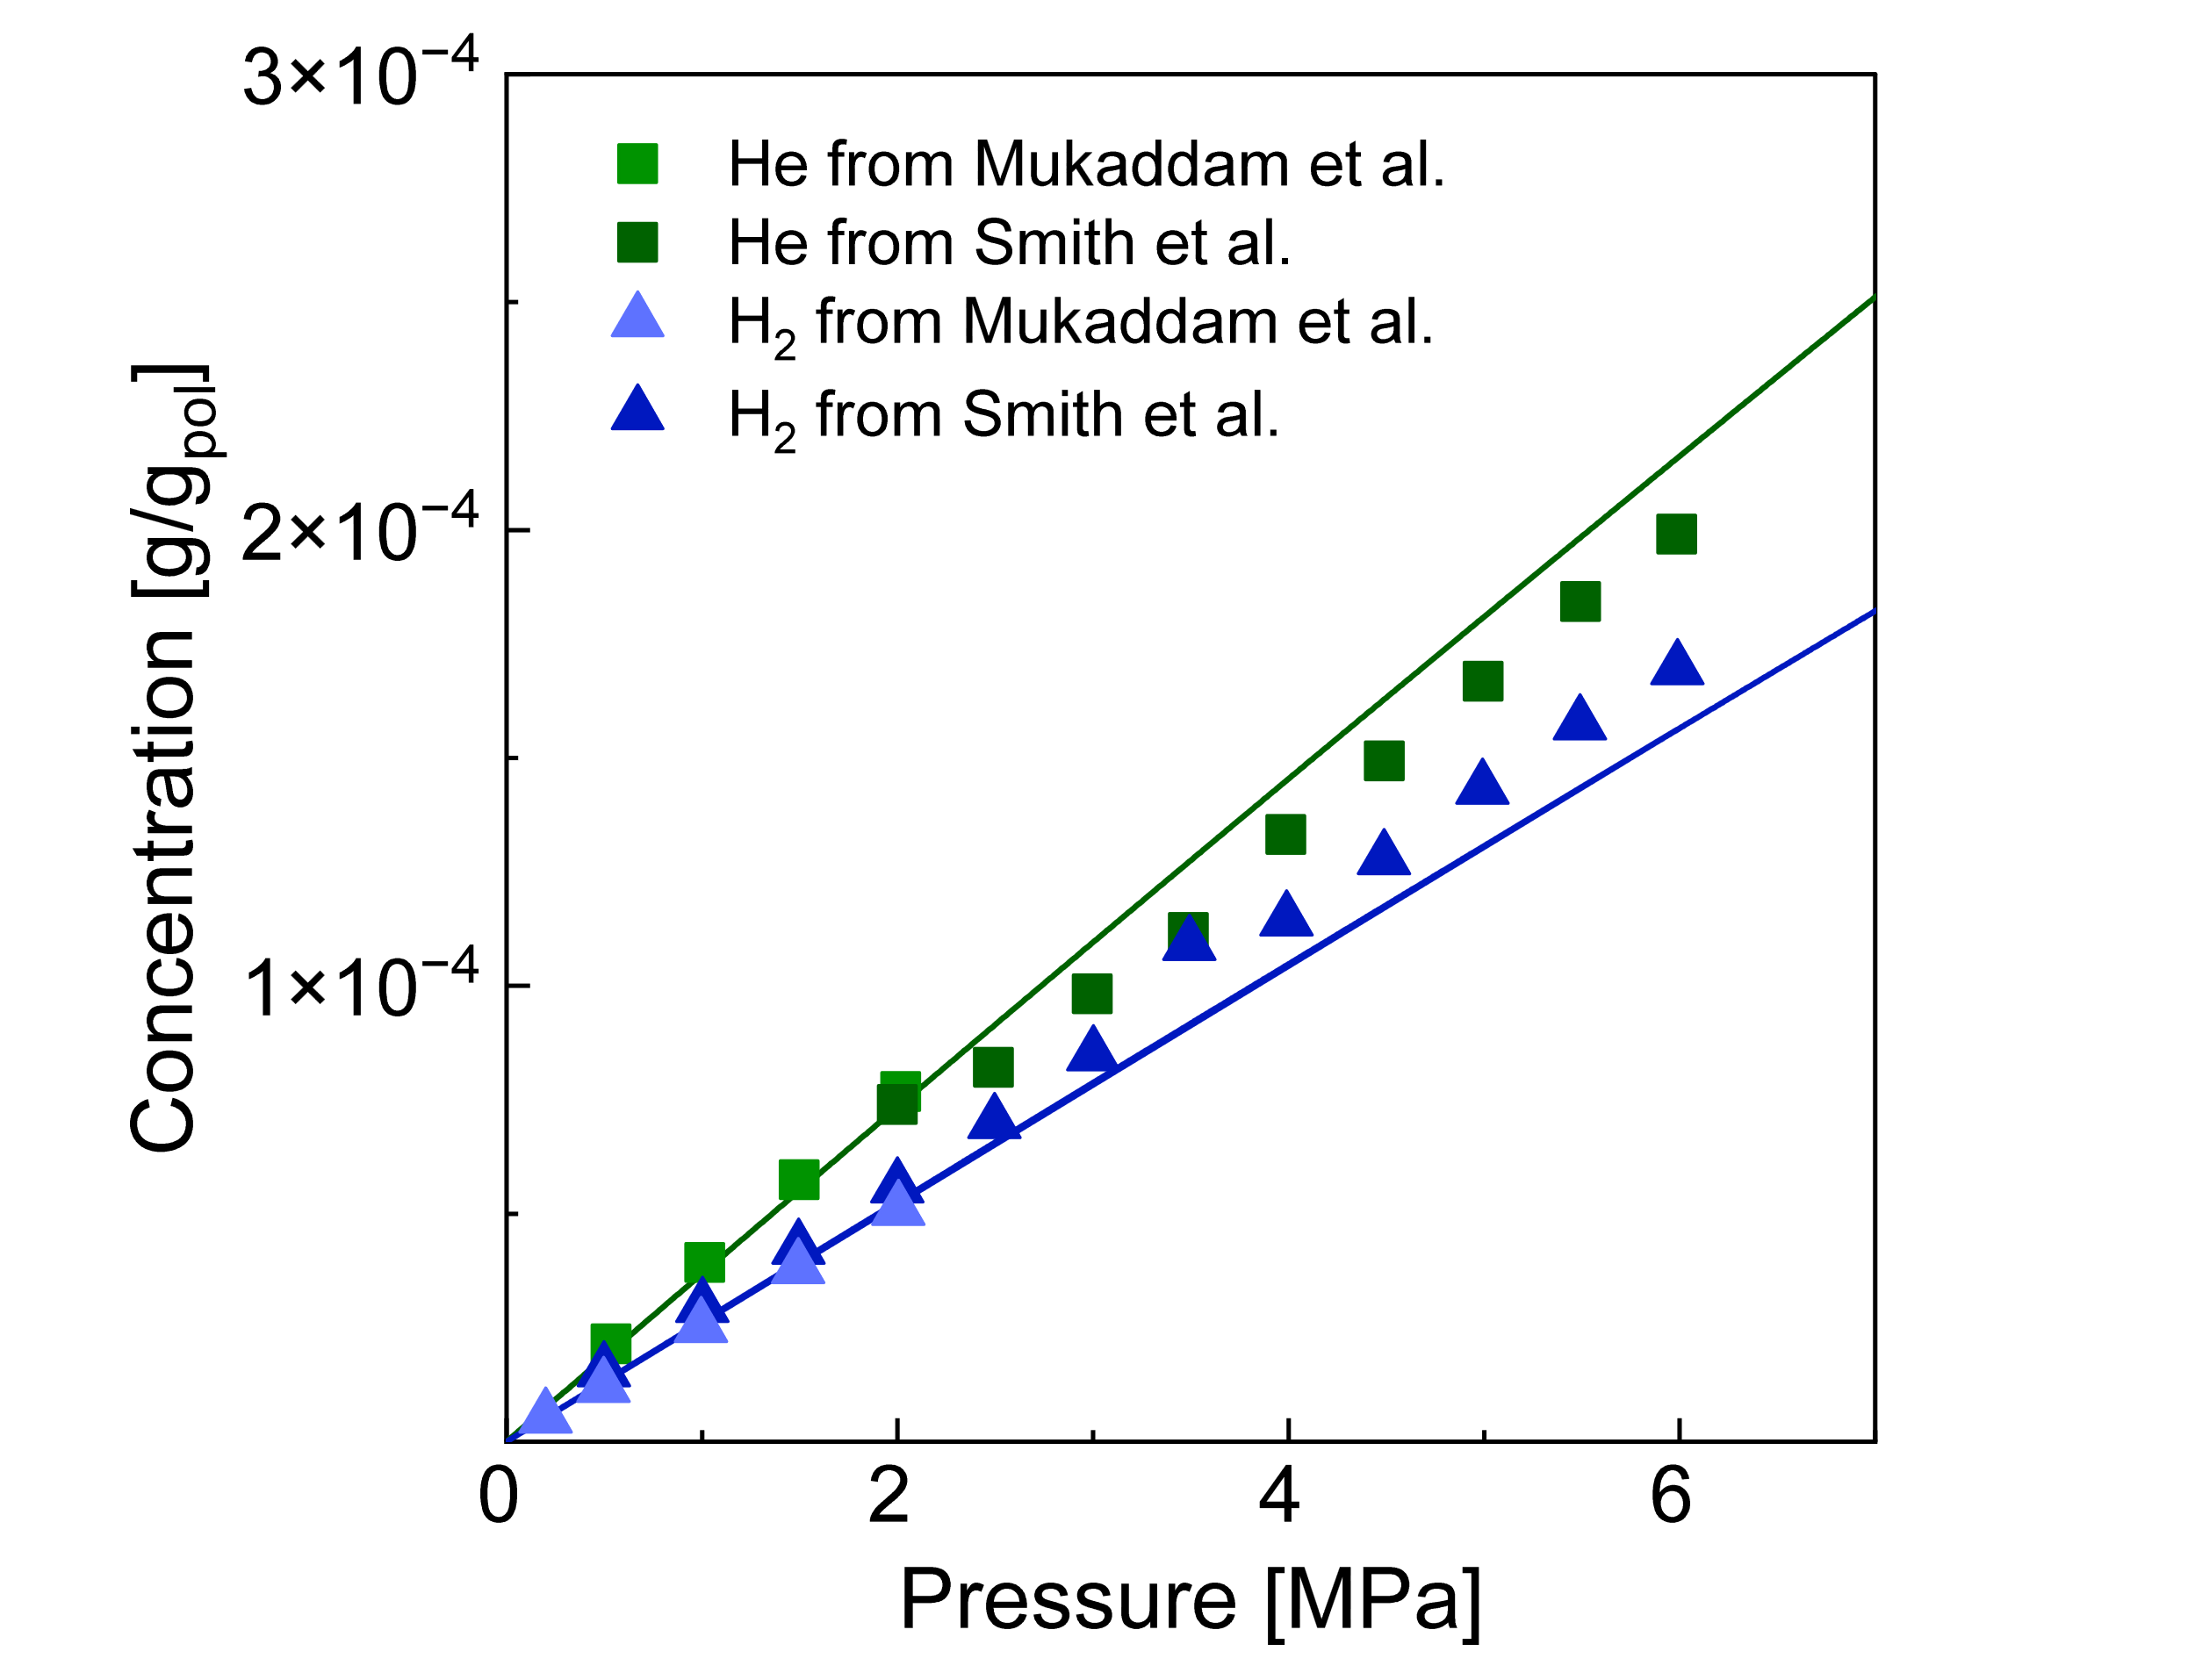 3×10⁻⁴
He from Mukaddam et al.
He from Smith et al.
H₂ from Mukaddam et al.
H₂ from Smith et al.
2×10⁻⁴
1×10⁻⁴
Concentration [g/gₚₒₗ]
0 2 4 6
Pressure [MPa]